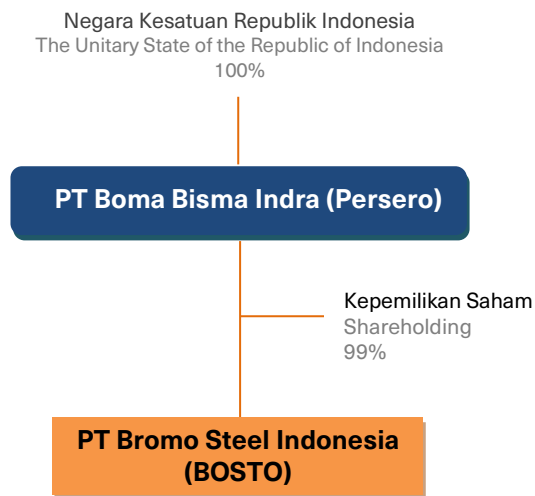 Negara Kesatuan Republik Indonesia
The Unitary State of the Republic of Indonesia
100%
PT Boma Bisma Indra (Persero)
Kepemilikan Saham
Shareholding
99%
PT Bromo Steel Indonesia
(BOSTO)